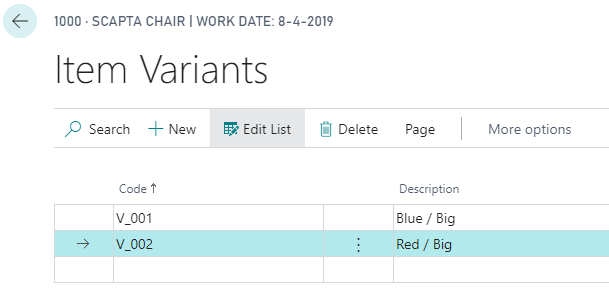 1000 · SCAPTA CHAIR | WORK DATE: 8-4-2019
Item Variants
Search New Edit List Delete Page More options
Code ↑ Description
V_001 Blue / Big
V_002 Red / Big